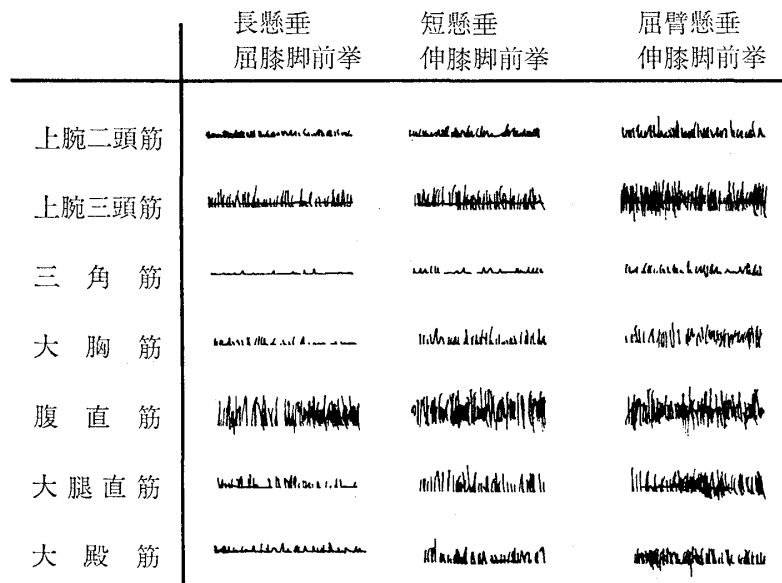 長懸垂
屈膝脚前挙
短懸垂
伸膝脚前挙
屈臂懸垂
伸膝脚前挙
上腕二頭筋
上腕三頭筋
三角筋
大胸筋
腹直筋
大腿直筋
大殿筋